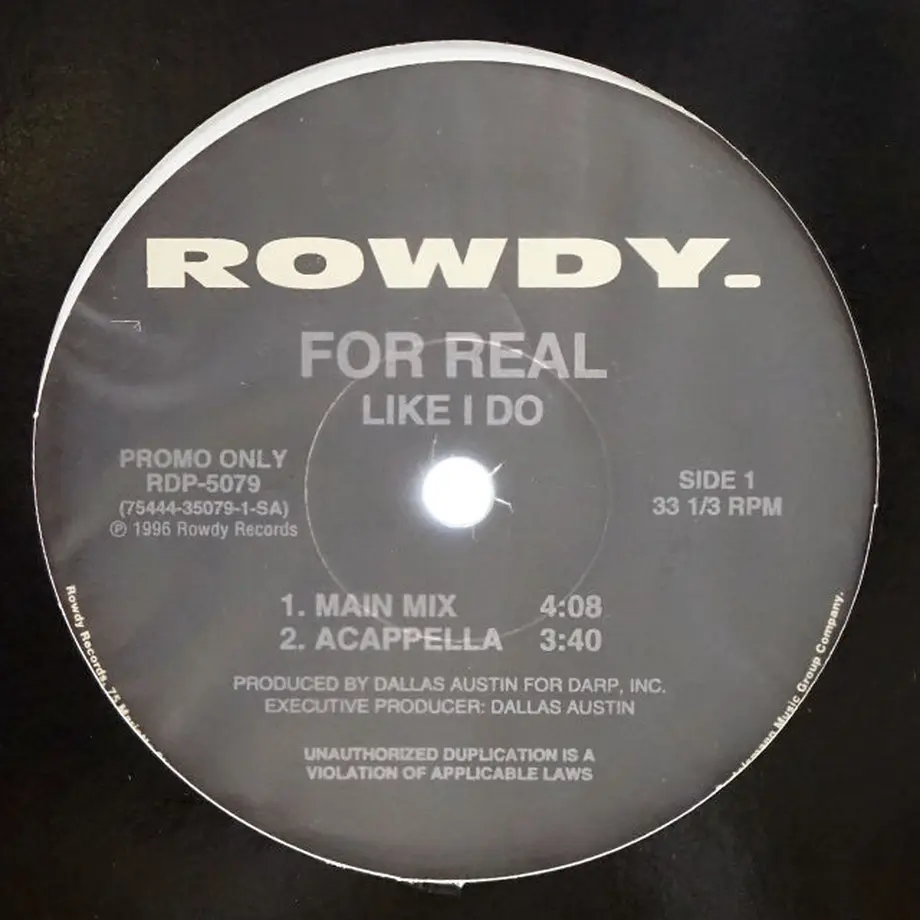 ROWDY.
FOR REAL
LIKE I DO
PROMO ONLY
RDP-5079
(75444-35079-1-SA)
℗ 1996 Rowdy Records
SIDE 1
33 1/3 RPM
1. MAIN MIX 4:08
2. ACAPPELLA 3:40
PRODUCED BY DALLAS AUSTIN FOR DARP, INC.
EXECUTIVE PRODUCER: DALLAS AUSTIN
UNAUTHORIZED DUPLICATION IS A
VIOLATION OF APPLICABLE LAWS
Rowdy Records, 75
Music Group Company.